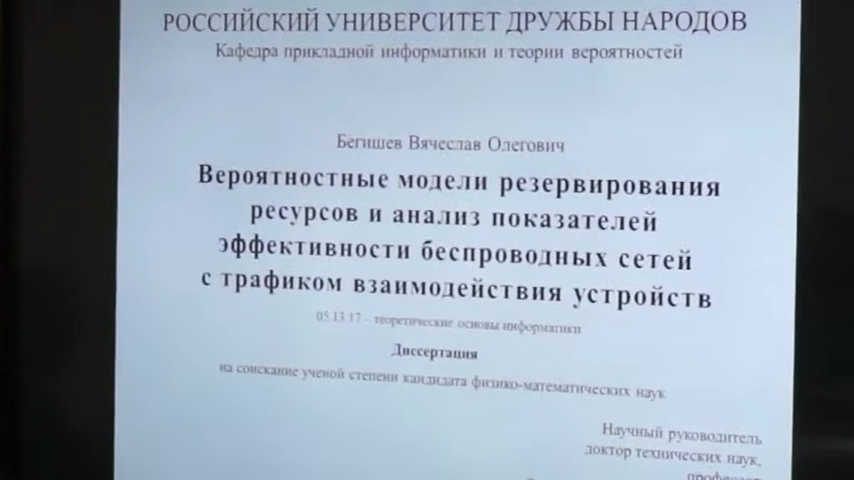 РОССИЙСКИЙ УНИВЕРСИТЕТ ДРУЖБЫ НАРОДОВ
Кафедра прикладной информатики и теории вероятностей
Бегишев Вячеслав Олегович
Вероятностные модели резервирования
ресурсов и анализ показателей
эффективности беспроводных сетей
с трафиком взаимодействия устройств
05.13.17 – теоретические основы информатики
Диссертация
на соискание ученой степени кандидата физико-математических наук
Научный руководитель
доктор технических наук,